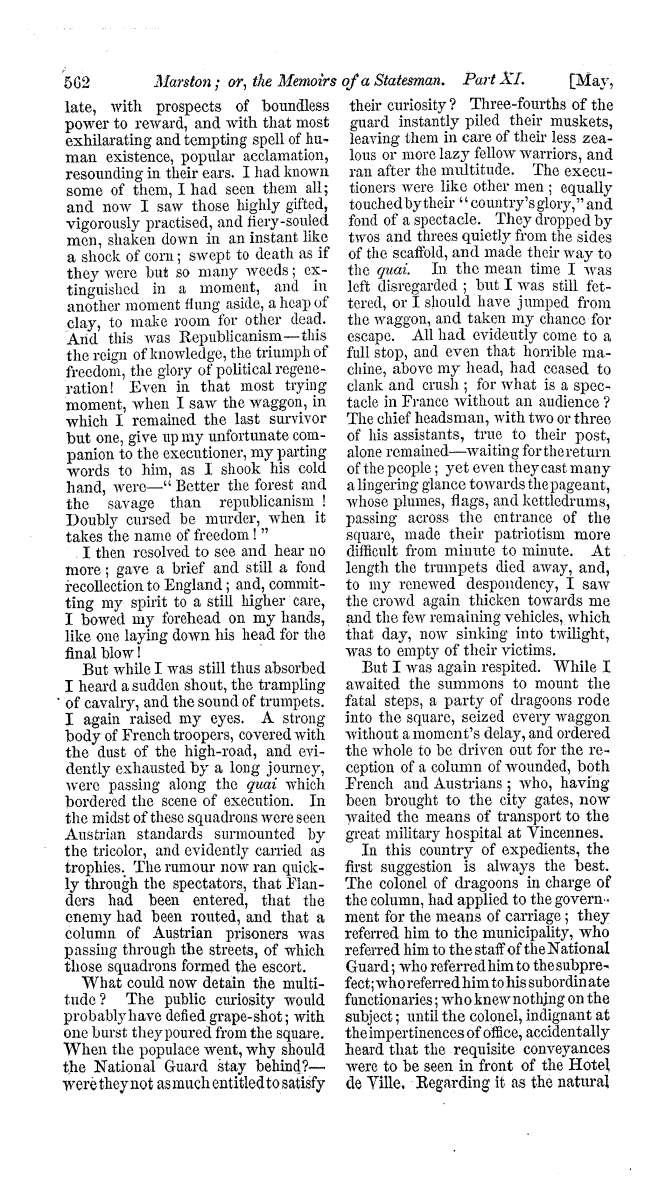 562 Marston; or, the Memoirs of a Statesman. Part XI. [May,
late, with prospects of boundless
power to reward, and with that most
exhilarating and tempting spell of hu-
man existence, popular acclamation,
resounding in their ears. I had known
some of them, I had seen them all;
and now I saw those highly gifted,
vigorously practised, and fiery-souled
men, shaken down in an instant like
a shock of corn; swept to death as if
they were but so many weeds; ex-
tinguished in a moment, and in
another moment flung aside, a heap of
clay, to make room for other dead.
And this was Republicanism—this
the reign of knowledge, the triumph of
freedom, the glory of political regene-
ration! Even in that most trying
moment, when I saw the waggon, in
which I remained the last survivor
but one, give up my unfortunate com-
panion to the executioner, my parting
words to him, as I shook his cold
hand, were—"Better the forest and
the savage than republicanism!
Doubly cursed be murder, when it
takes the name of freedom!"
I then resolved to see and hear no
more; gave a brief and still a fond
recollection to England; and, commit-
ting my spirit to a still higher care,
I bowed my forehead on my hands,
like one laying down his head for the
final blow!
But while I was still thus absorbed
I heard a sudden shout, the trampling
of cavalry, and the sound of trumpets.
I again raised my eyes. A strong
body of French troopers, covered with
the dust of the high-road, and evi-
dently exhausted by a long journey,
were passing along the quai which
bordered the scene of execution. In
the midst of these squadrons were seen
Austrian standards surmounted by
the tricolor, and evidently carried as
trophies. The rumour now ran quick-
ly through the spectators, that Flan-
ders had been entered, that the
enemy had been routed, and that a
column of Austrian prisoners was
passing through the streets, of which
those squadrons formed the escort.
What could now detain the multi-
tude? The public curiosity would
probably have defied grape-shot; with
one burst they poured from the square.
When the populace went, why should
the National Guard stay behind?—
were they not as much entitled to satisfy
their curiosity? Three-fourths of the
guard instantly piled their muskets,
leaving them in care of their less zea-
lous or more lazy fellow warriors, and
ran after the multitude. The execu-
tioners were like other men; equally
touched by their "country's glory," and
fond of a spectacle. They dropped by
twos and threes quietly from the sides
of the scaffold, and made their way to
the quai. In the mean time I was
left disregarded; but I was still fet-
tered, or I should have jumped from
the waggon, and taken my chance for
escape. All had evidently come to a
full stop, and even that horrible ma-
chine, above my head, had ceased to
clank and crush; for what is a spec-
tacle in France without an audience?
The chief headsman, with two or three
of his assistants, true to their post,
alone remained—waiting for the return
of the people; yet even they cast many
a lingering glance towards the pageant,
whose plumes, flags, and kettledrums,
passing across the entrance of the
square, made their patriotism more
difficult from minute to minute. At
length the trumpets died away, and,
to my renewed despondency, I saw
the crowd again thicken towards me
and the few remaining vehicles, which
that day, now sinking into twilight,
was to empty of their victims.
But I was again respited. While I
awaited the summons to mount the
fatal steps, a party of dragoons rode
into the square, seized every waggon
without a moment's delay, and ordered
the whole to be driven out for the re-
ception of a column of wounded, both
French and Austrians; who, having
been brought to the city gates, now
waited the means of transport to the
great military hospital at Vincennes.
In this country of expedients, the
first suggestion is always the best.
The colonel of dragoons in charge of
the column, had applied to the govern-
ment for the means of carriage; they
referred him to the municipality, who
referred him to the staff of the National
Guard; who referred him to the subpre-
fect; who referred him to his subordinate
functionaries; who knew nothing on the
subject; until the colonel, indignant at
the impertinences of office, accidentally
heard that the requisite conveyances
were to be seen in front of the Hotel
de Ville. Regarding it as the natural